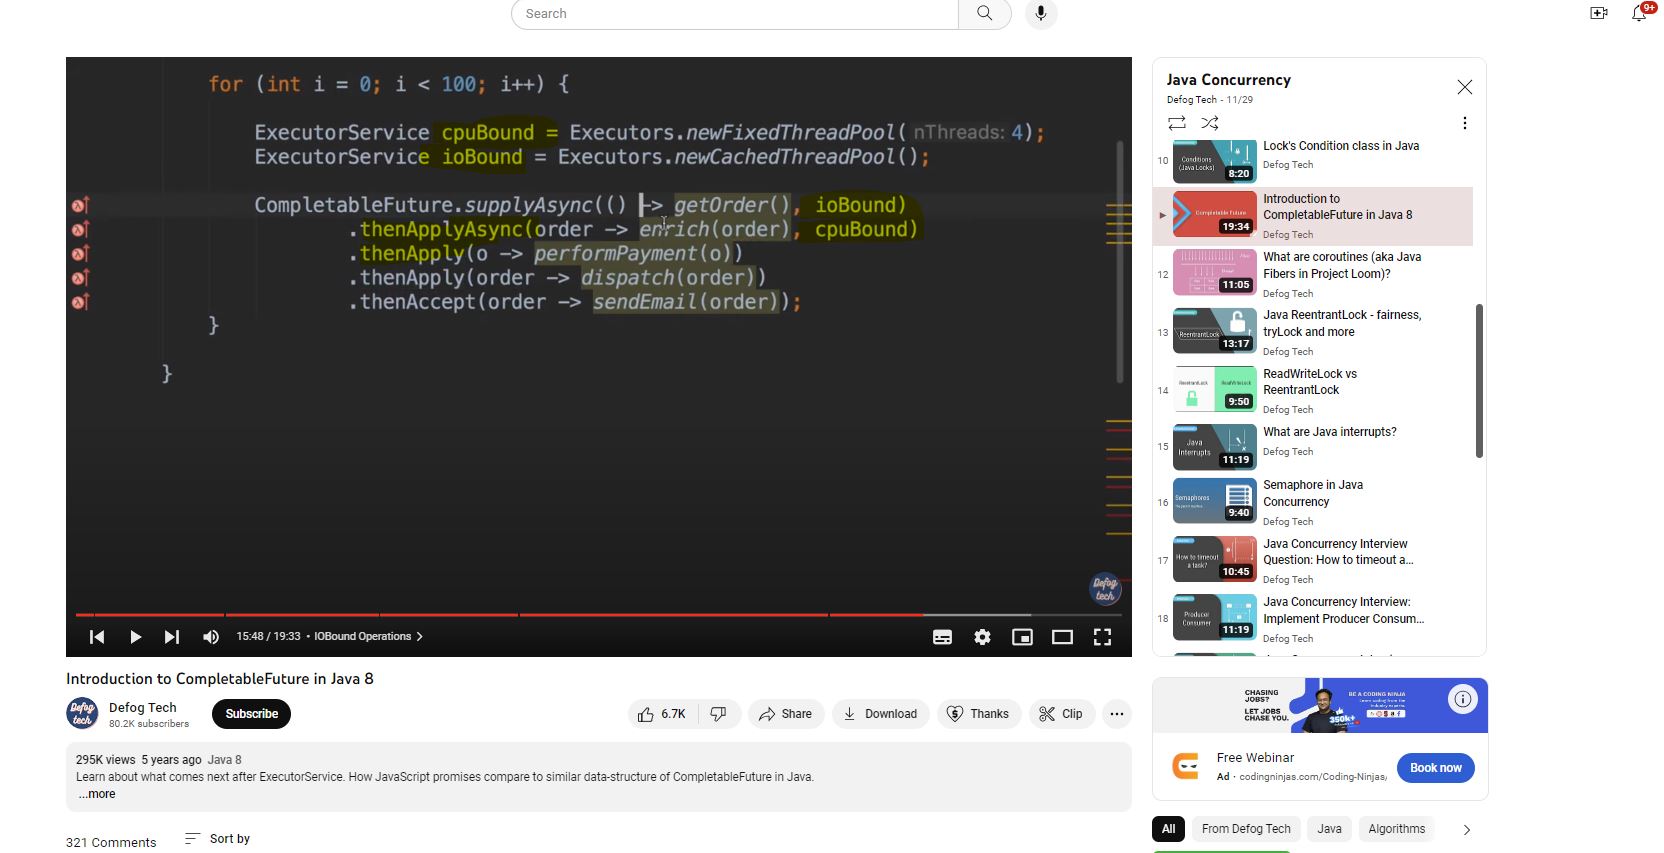 Search
9+
for (int i = 0; i < 100; i++) {
ExecutorService cpuBound = Executors.newFixedThreadPool( nThreads: 4);
ExecutorService ioBound = Executors.newCachedThreadPool();
CompletableFuture.supplyAsync(() -> getOrder(), ioBound)
.thenApplyAsync(order -> enrich(order), cpuBound)
.thenApply(o -> performPayment(o))
.thenApply(order -> dispatch(order))
.thenAccept(order -> sendEmail(order));
}
}
Defog
tech
15:48 / 19:33 • IOBound Operations
Introduction to CompletableFuture in Java 8
Defog
tech
Defog Tech
80.2K subscribers
Subscribe
6.7K
Share
Download
Thanks
Clip
295K views 5 years ago Java 8
Learn about what comes next after ExecutorService. How JavaScript promises compare to similar data-structure of CompletableFuture in Java.
...more
321 Comments
Sort by
Java Concurrency
Defog Tech - 11/29
10
Conditions
(Java Locks)
8:20
Lock's Condition class in Java
Defog Tech
Completable Future
19:34
Introduction to
CompletableFuture in Java 8
Defog Tech
12
11:05
What are coroutines (aka Java
Fibers in Project Loom)?
Defog Tech
13
ReentrantLock
13:17
Java ReentrantLock - fairness,
tryLock and more
Defog Tech
14
ReentrantLock
ReadWriteLock
9:50
ReadWriteLock vs
ReentrantLock
Defog Tech
15
Java
Interrupts
11:19
What are Java interrupts?
Defog Tech
16
Semaphores
9:40
Semaphore in Java
Concurrency
Defog Tech
17
How to timeout
a task?
10:45
Java Concurrency Interview
Question: How to timeout a...
Defog Tech
18
Producer
Consumer
11:19
Java Concurrency Interview:
Implement Producer Consum...
Defog Tech
CHASING
JOBS?
LET JOBS
CHASE YOU.
350k+
BE A CODING NINJA
Free Webinar
Ad · codingninjas.com/Coding-Ninjas/
Book now
All
From Defog Tech
Java
Algorithms